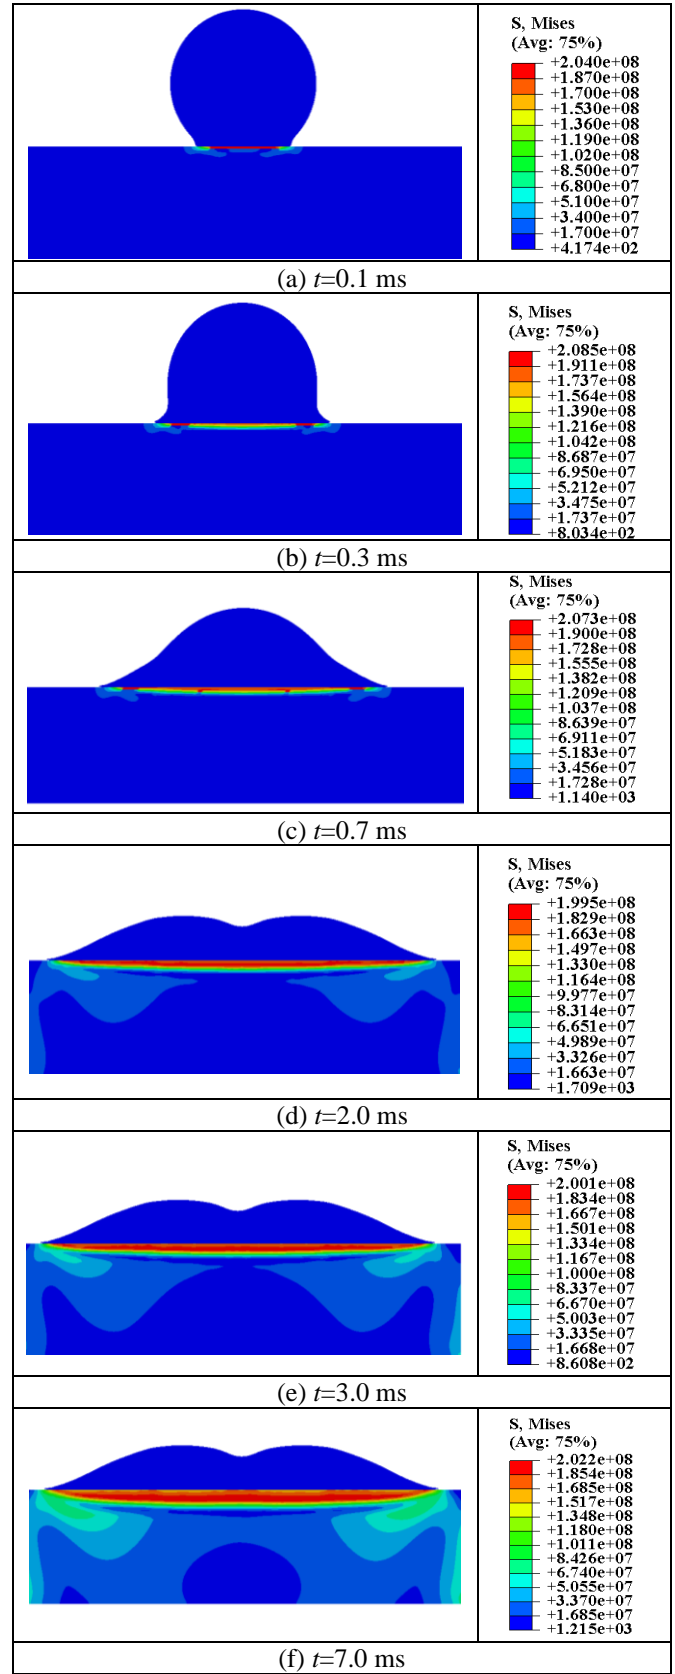 S, Mises
(Avg: 75%)
+2.040e+08
+1.870e+08
+1.700e+08
+1.530e+08
+1.360e+08
+1.190e+08
+1.020e+08
+8.500e+07
+6.800e+07
+5.100e+07
+3.400e+07
+1.700e+07
+4.174e+02
(a) t=0.1 ms
S, Mises
(Avg: 75%)
+2.085e+08
+1.911e+08
+1.737e+08
+1.564e+08
+1.390e+08
+1.216e+08
+1.042e+08
+8.687e+07
+6.950e+07
+5.212e+07
+3.475e+07
+1.737e+07
+8.034e+02
(b) t=0.3 ms
S, Mises
(Avg: 75%)
+2.073e+08
+1.900e+08
+1.728e+08
+1.555e+08
+1.382e+08
+1.209e+08
+1.037e+08
+8.639e+07
+6.911e+07
+5.183e+07
+3.456e+07
+1.728e+07
+1.140e+03
(c) t=0.7 ms
S, Mises
(Avg: 75%)
+1.995e+08
+1.829e+08
+1.663e+08
+1.497e+08
+1.330e+08
+1.164e+08
+9.977e+07
+8.314e+07
+6.651e+07
+4.989e+07
+3.326e+07
+1.663e+07
+1.709e+03
(d) t=2.0 ms
S, Mises
(Avg: 75%)
+2.001e+08
+1.834e+08
+1.667e+08
+1.501e+08
+1.334e+08
+1.167e+08
+1.000e+08
+8.337e+07
+6.670e+07
+5.003e+07
+3.335e+07
+1.668e+07
+8.608e+02
(e) t=3.0 ms
S, Mises
(Avg: 75%)
+2.022e+08
+1.854e+08
+1.685e+08
+1.517e+08
+1.348e+08
+1.180e+08
+1.011e+08
+8.426e+07
+6.740e+07
+5.055e+07
+3.370e+07
+1.685e+07
+1.215e+03
(f) t=7.0 ms